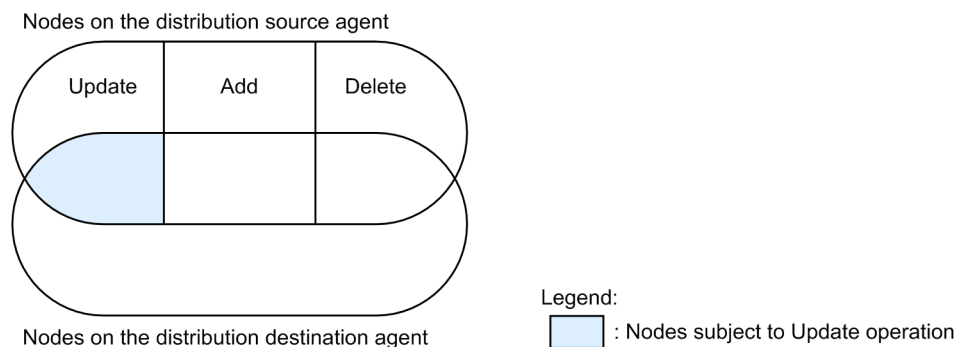 Nodes on the distribution source agent
Update Add Delete
Legend:
: Nodes subject to Update operation
Nodes on the distribution destination agent